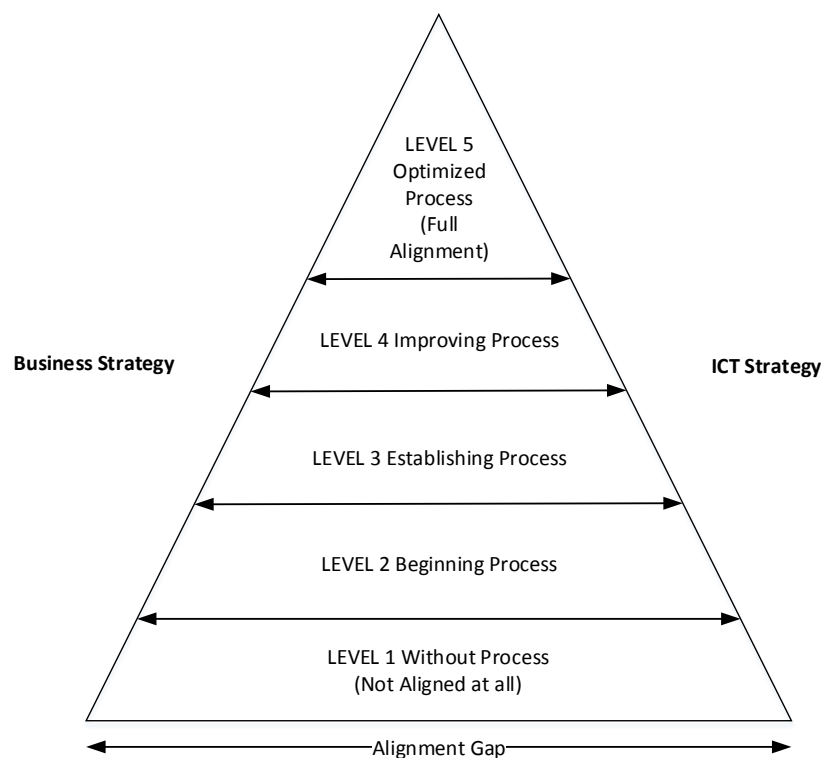 LEVEL 5
Optimized
Process
(Full
Alignment)
LEVEL 4 Improving Process
Business Strategy
ICT Strategy
LEVEL 3 Establishing Process
LEVEL 2 Beginning Process
LEVEL 1 Without Process
(Not Aligned at all)
Alignment Gap